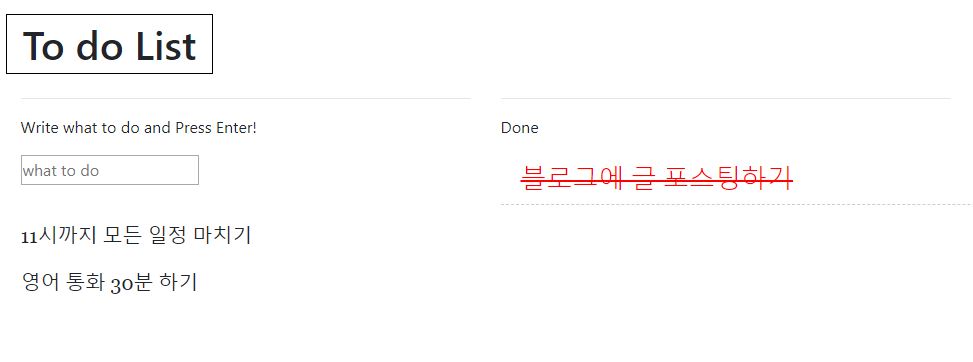 To do List
Write what to do and Press Enter!
what to do
11시까지 모든 일정 마치기
영어 통화 30분 하기
Done
블로그에 글 포스팅하기